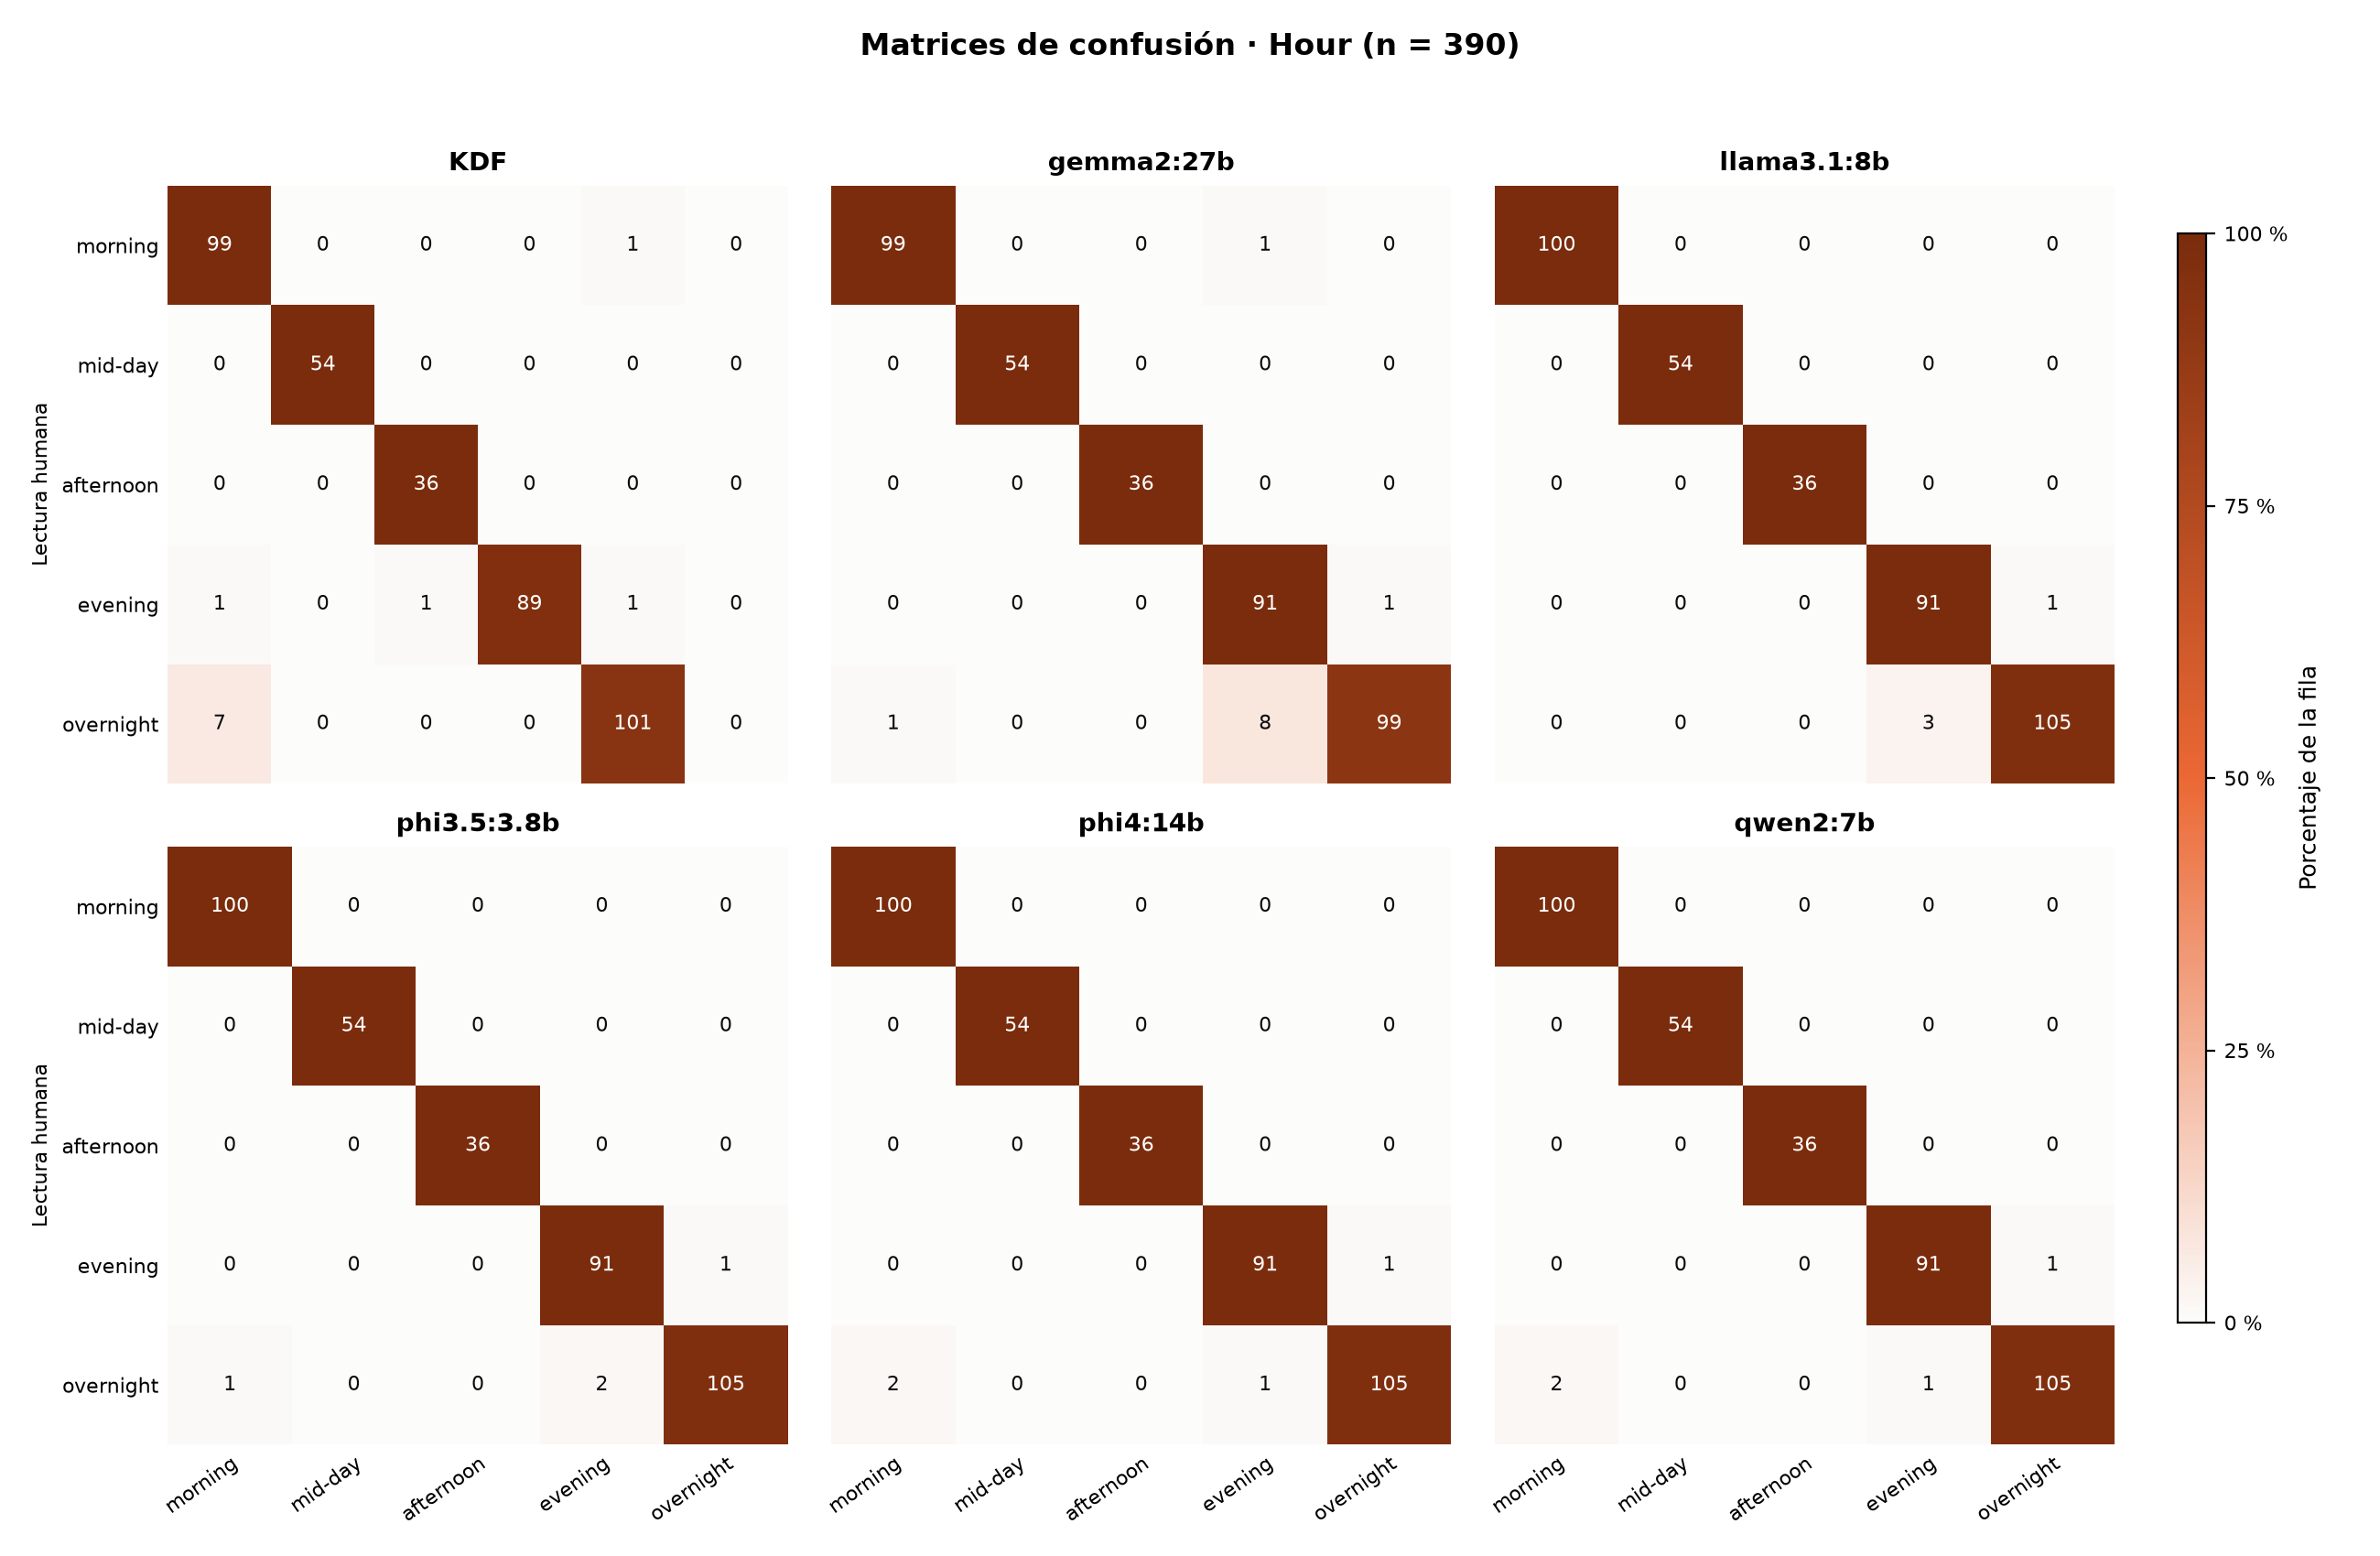 Matrices de confusión · Hour (n = 390)
KDF
gemma2:27b
llama3.1:8b
Lectura humana
morning 99 0 0 0 1 0 99 0 0 1 0 100 0 0 0 0
mid-day 0 54 0 0 0 0 0 54 0 0 0 0 54 0 0 0
afternoon 0 0 36 0 0 0 0 0 36 0 0 0 0 36 0 0
evening 1 0 1 89 1 0 0 0 0 91 1 0 0 0 91 1
overnight 7 0 0 0 101 0 1 0 0 8 99 0 0 0 3 105
phi3.5:3.8b
phi4:14b
qwen2:7b
Lectura humana
morning 100 0 0 0 0 100 0 0 0 0 100 0 0 0 0
mid-day 0 54 0 0 0 0 54 0 0 0 0 54 0 0 0
afternoon 0 0 36 0 0 0 0 36 0 0 0 0 36 0 0
evening 0 0 0 91 1 0 0 0 91 1 0 0 0 91 1
overnight 1 0 0 2 105 2 0 0 1 105 2 0 0 1 105
morning mid-day afternoon evening overnight
morning mid-day afternoon evening overnight
morning mid-day afternoon evening overnight
100 %
75 %
50 %
25 %
0 %
Porcentaje de la fila